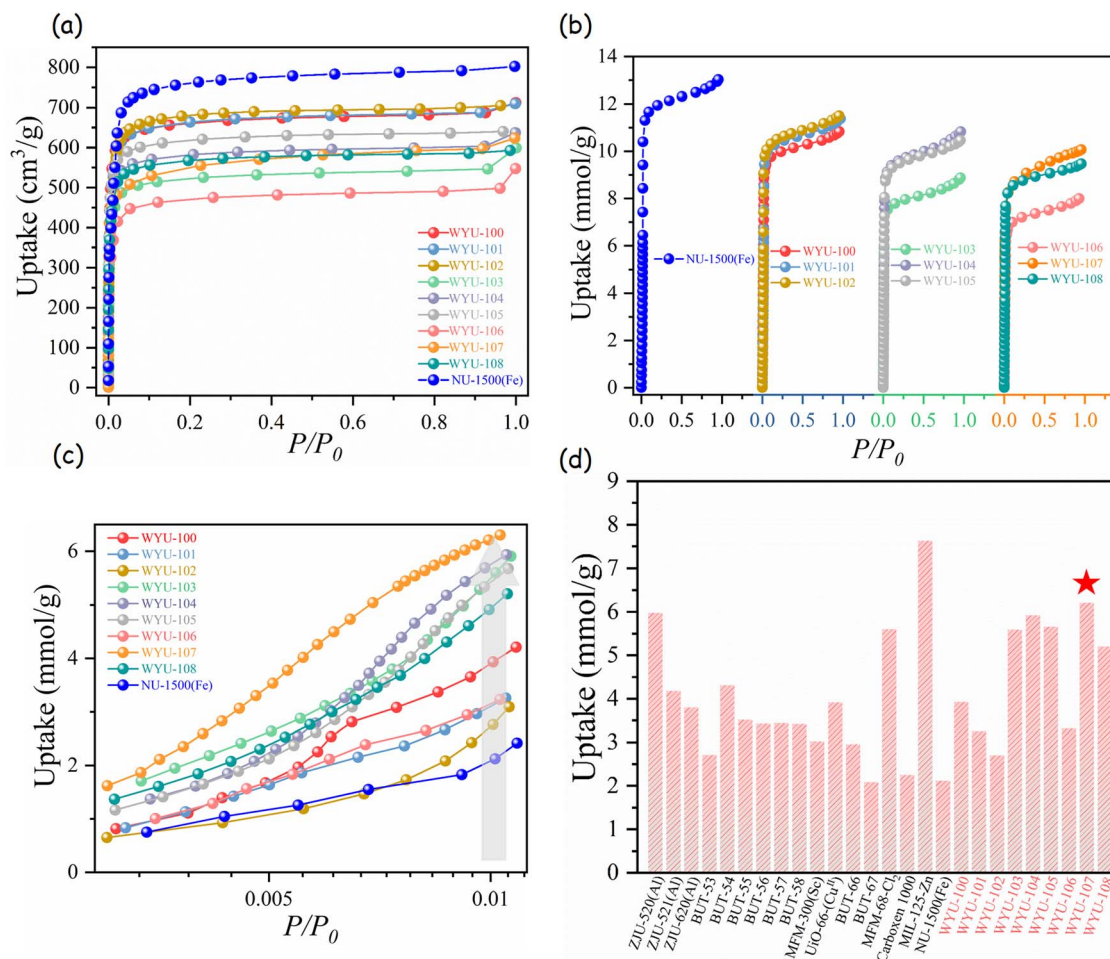 (a)
800
700
600
500
400
300
200
100
0
Uptake (cm³/g)
WYU-100
WYU-101
WYU-102
WYU-103
WYU-104
WYU-105
WYU-106
WYU-107
WYU-108
NU-1500(Fe)
0.0 0.2 0.4 0.6 0.8 1.0
P/P₀
(b)
14
12
10
8
6
4
2
0
Uptake (mmol/g)
NU-1500(Fe)
WYU-100
WYU-101
WYU-102
WYU-103
WYU-104
WYU-105
WYU-106
WYU-107
WYU-108
0.0 0.5 1.0 0.0 0.5 1.0 0.0 0.5 1.0 0.0 0.5 1.0
P/P₀
(c)
6
4
2
0
Uptake (mmol/g)
WYU-100
WYU-101
WYU-102
WYU-103
WYU-104
WYU-105
WYU-106
WYU-107
WYU-108
NU-1500(Fe)
0.005 0.01
P/P₀
(d)
9
8
7
6
5
4
3
2
1
0
Uptake (mmol/g)
ZJU-520(Al)
ZJU-521(Al)
ZJU-620(Al)
BUT-53
BUT-54
BUT-55
BUT-56
BUT-57
BUT-58
MFM-300(Sc)
UiO-66-(Cuᴵᴵ)
BUT-66
BUT-67
MFM-68-Cl₂
Carboxen 1000
MIL-125-Zn
NU-1500(Fe)
WYU-100
WYU-101
WYU-102
WYU-103
WYU-104
WYU-105
WYU-106
WYU-107
WYU-108